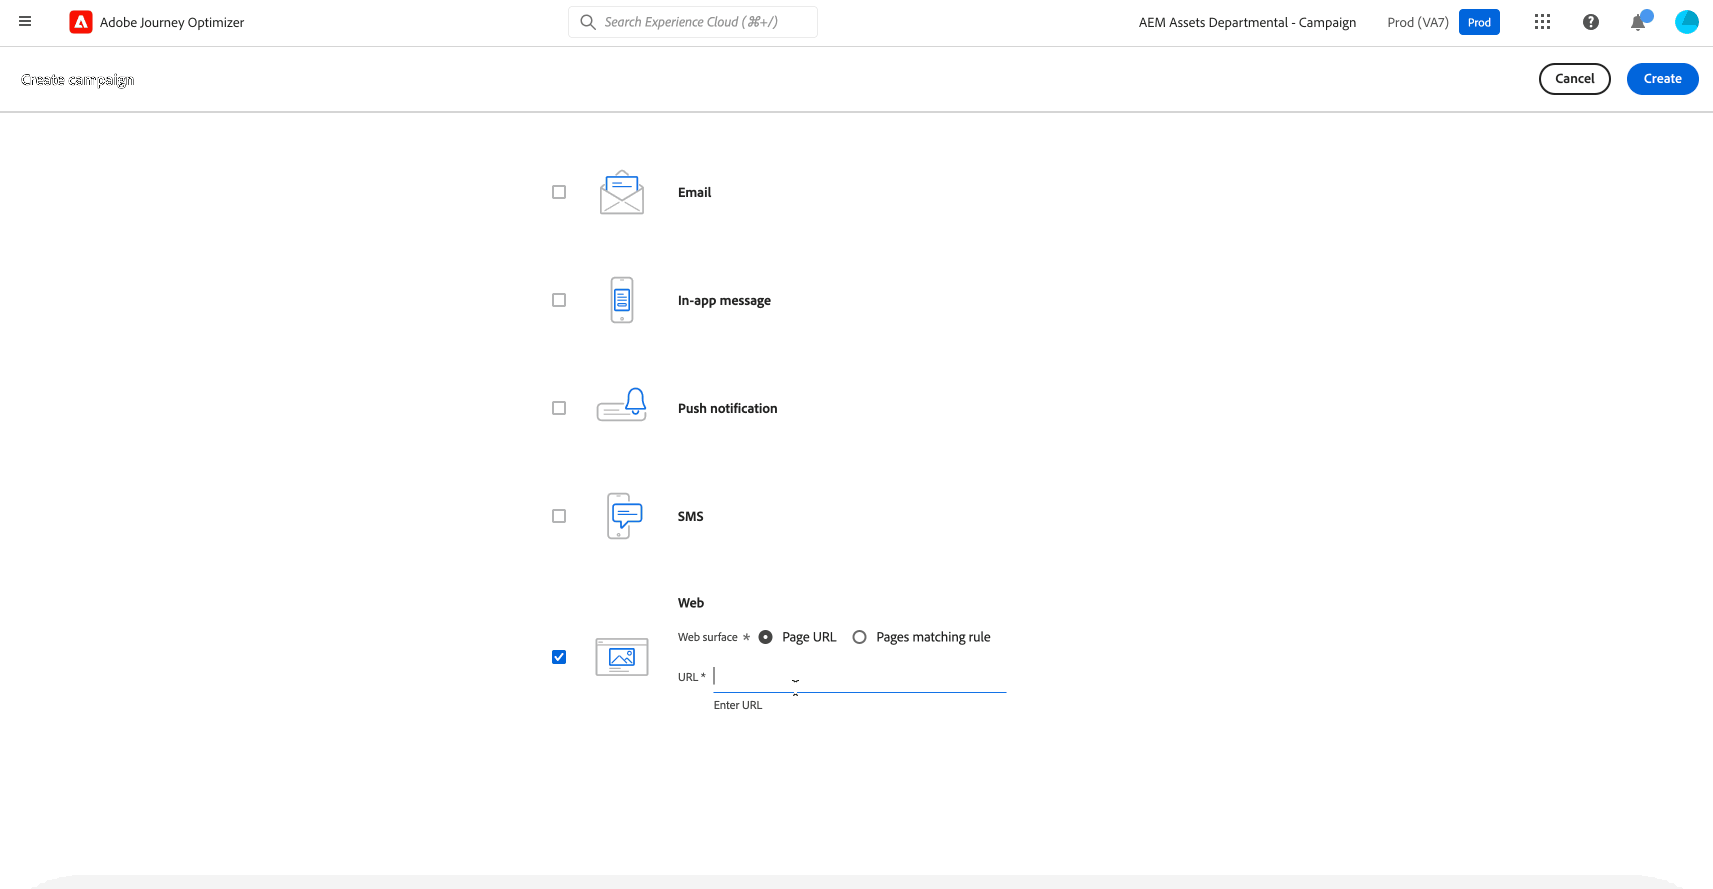 Adobe Journey Optimizer
Search Experience Cloud (⌘+/)
AEM Assets Departmental - Campaign
Prod (VA7)
Prod
Create campaign
Cancel
Create
Email
In-app message
Push notification
SMS
Web
Web surface * Page URL Pages matching rule
URL *
Enter URL